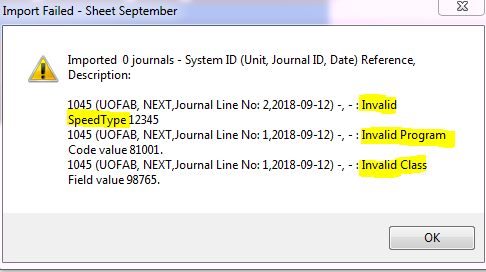 Import Failed - Sheet September
Imported 0 journals - System ID (Unit, Journal ID, Date) Reference,
Description:
1045 (UOFAB, NEXT,Journal Line No: 2,2018-09-12) -, - : Invalid
SpeedType 12345
1045 (UOFAB, NEXT,Journal Line No: 1,2018-09-12) -, - : Invalid Program
Code value 81001.
1045 (UOFAB, NEXT,Journal Line No: 1,2018-09-12) -, - : Invalid Class
Field value 98765.
OK